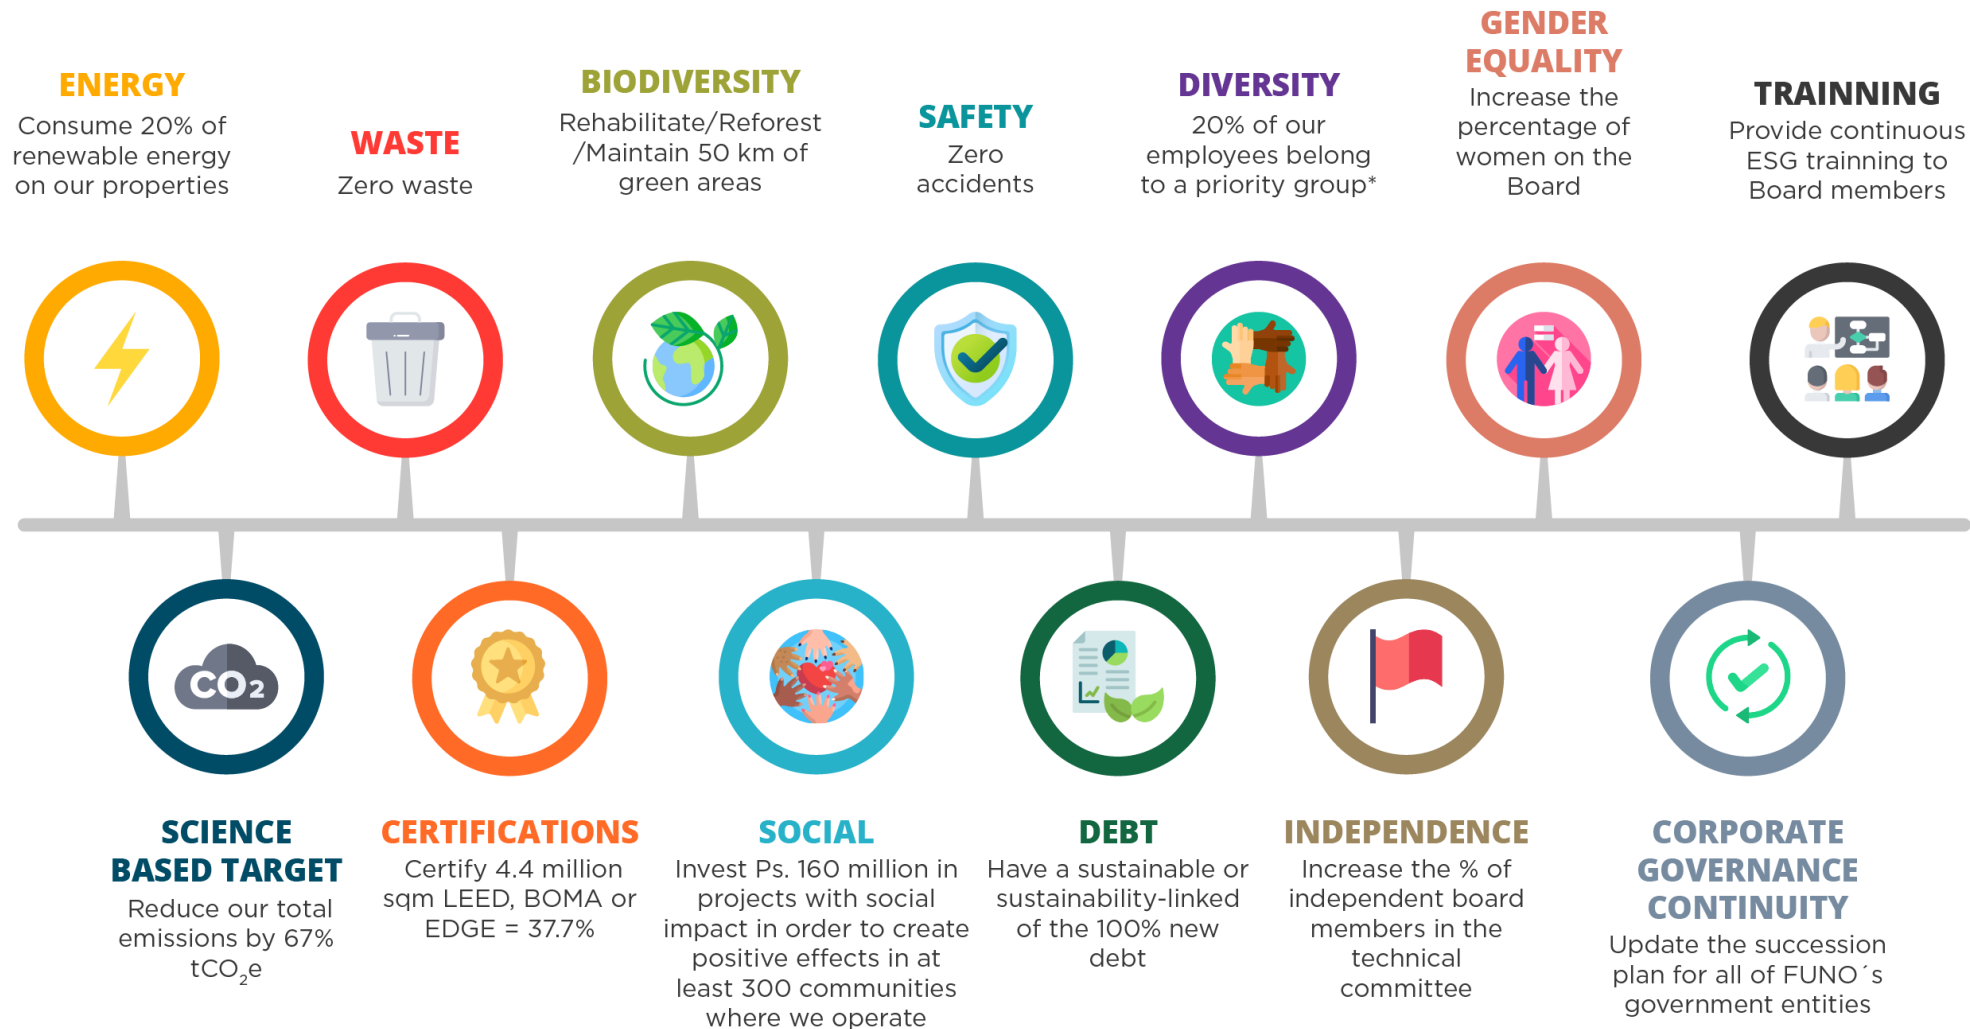 ENERGY
Consume 20% of
renewable energy
on our properties
WASTE
Zero waste
BIODIVERSITY
Rehabilitate/Reforest
/Maintain 50 km of
green areas
SAFETY
Zero
accidents
DIVERSITY
20% of our
employees belong
to a priority group*
GENDER
EQUALITY
Increase the
percentage of
women on the
Board
TRAINNING
Provide continuous
ESG trainning to
Board members
CO2
SCIENCE
BASED TARGET
Reduce our total
emissions by 67%
tCO₂e
CERTIFICATIONS
Certify 4.4 million
sqm LEED, BOMA or
EDGE = 37.7%
SOCIAL
Invest Ps. 160 million in
projects with social
impact in order to create
positive effects in at
least 300 communities
where we operate
DEBT
Have a sustainable or
sustainability-linked
of the 100% new
debt
INDEPENDENCE
Increase the % of
independent board
members in the
technical
committee
CORPORATE
GOVERNANCE
CONTINUITY
Update the succession
plan for all of FUNO´s
government entities